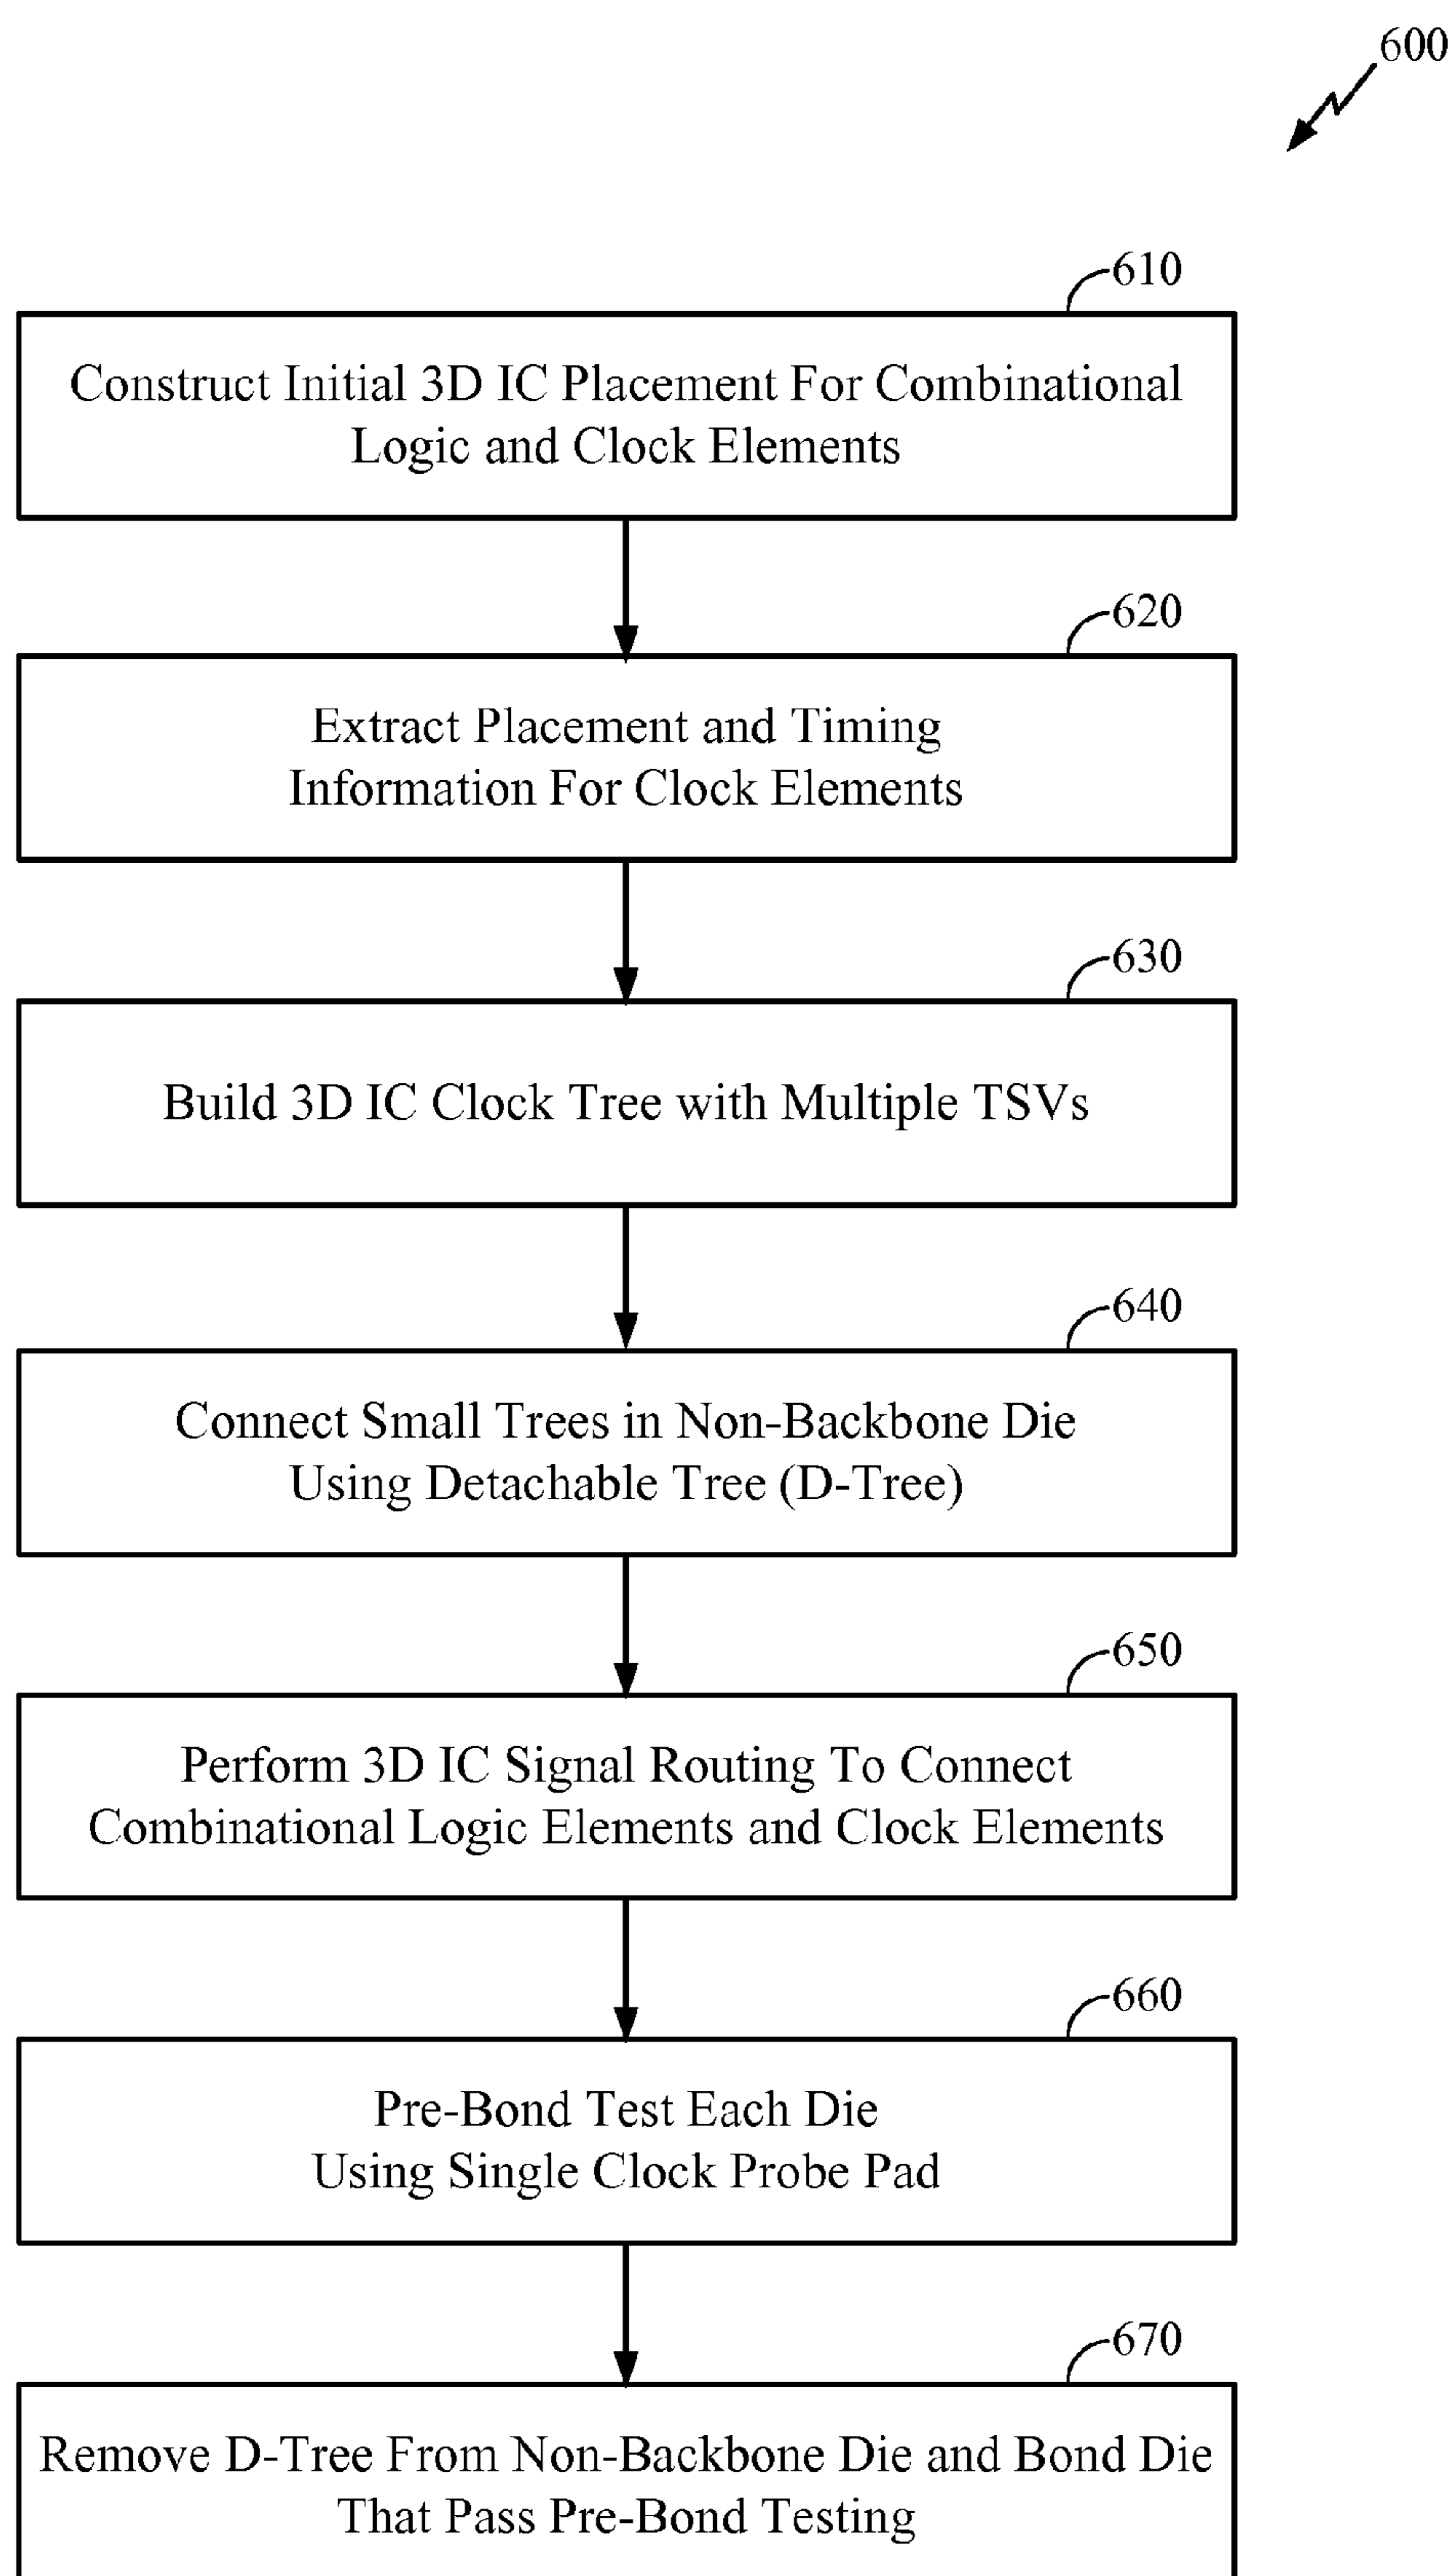 600
610
Construct Initial 3D IC Placement For Combinational
Logic and Clock Elements
620
Extract Placement and Timing
Information For Clock Elements
630
Build 3D IC Clock Tree with Multiple TSVs
640
Connect Small Trees in Non-Backbone Die
Using Detachable Tree (D-Tree)
650
Perform 3D IC Signal Routing To Connect
Combinational Logic Elements and Clock Elements
660
Pre-Bond Test Each Die
Using Single Clock Probe Pad
670
Remove D-Tree From Non-Backbone Die and Bond Die
That Pass Pre-Bond Testing